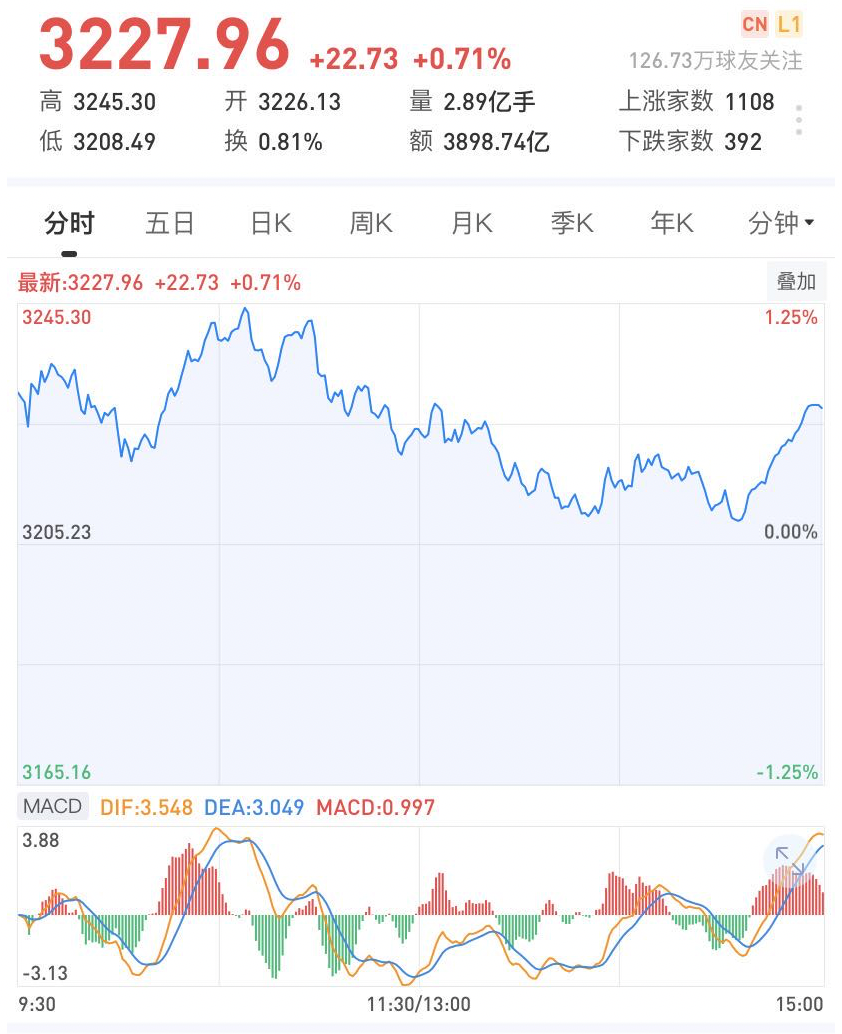 3227.96 +22.73 +0.71% CN L1
126.73万球友关注
高 3245.30 开 3226.13 量 2.89亿手 上涨家数 1108
低 3208.49 换 0.81% 额 3898.74亿 下跌家数 392
分时 五日 日K 周K 月K 季K 年K 分钟
最新:3227.96 +22.73 +0.71% 叠加
3245.30 1.25%
3205.23 0.00%
3165.16 -1.25%
MACD DIF:3.548 DEA:3.049 MACD:0.997
3.88
-3.13
9:30 11:30/13:00 15:00